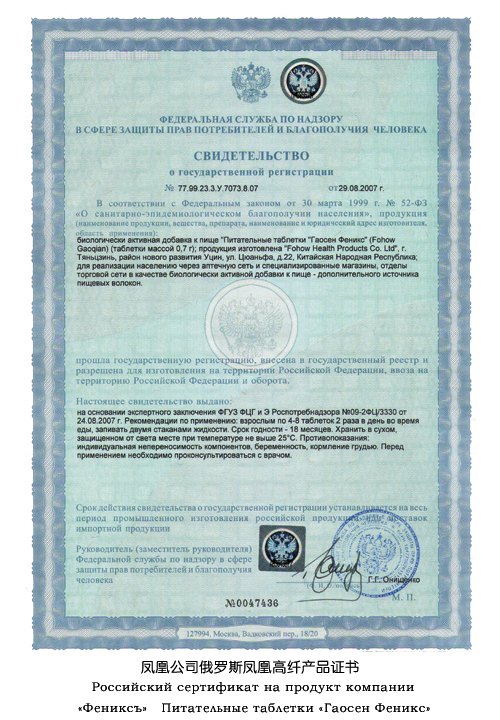 ФЕДЕРАЛЬНАЯ СЛУЖБА ПО НАДЗОРУ
В СФЕРЕ ЗАЩИТЫ ПРАВ ПОТРЕБИТЕЛЕЙ И БЛАГОПОЛУЧИЯ ЧЕЛОВЕКА
СВИДЕТЕЛЬСТВО
о государственной регистрации
№ 77.99.23.3.У.7073.8.07 от 29.08.2007 г.
В соответствии с Федеральным законом от 30 марта 1999 г. № 52-ФЗ
«О санитарно-эпидемиологическом благополучии населения», продукция
(наименование продукции, вещества, препарата, наименование и юридический адрес изготовителя,
область применения):
биологически активная добавка к пище "Питательные таблетки "Гаосен Феникс" (Fohow
Gaoqian) (таблетки массой 0,7 г); продукция изготовлена "Fohow Health Products Co. Ltd", г.
Тяньцзинь, район нового развития Уцин, ул. Цюаньфа, д.22, Китайская Народная Республика;
для реализации населению через аптечную сеть и специализированные магазины, отделы
торговой сети в качестве биологически активной добавки к пище - дополнительного источника
пищевых волокон.
прошла государственную регистрацию, внесена в государственный реестр и
разрешена для изготовления на территории Российской Федерации, ввоза на
территорию Российской Федерации и оборота.
Настоящее свидетельство выдано:
на основании экспертного заключения ФГУЗ ФЦГ и Э Роспотребнадзора №09-2ФЦ/3330 от
24.08.2007 г. Рекомендации по применению: взрослым по 4-8 таблеток 2 раза в день во время
еды, запивать двумя стаканами жидкости. Срок годности - 18 месяцев. Хранить в сухом,
защищенном от света месте при температуре не выше 25°С. Противопоказания:
индивидуальная непереносимость компонентов, беременность, кормление грудью. Перед
применением необходимо проконсультироваться с врачом.
Срок действия свидетельства о государственной регистрации устанавливается на весь
период промышленного изготовления российской продукции или поставок
импортной продукции
Руководитель (заместитель руководителя)
Федеральной службы по надзору в сфере
защиты прав потребителей и благополучия
человека
Г.Г. Онищенко
М. П.
№0047436
127994, Москва, Вадковский пер., 18/20
凤凰公司俄罗斯凤凰高纤产品证书
Российский сертификат на продукт компании
«Фениксъ» Питательные таблетки «Гаосен Феникс»